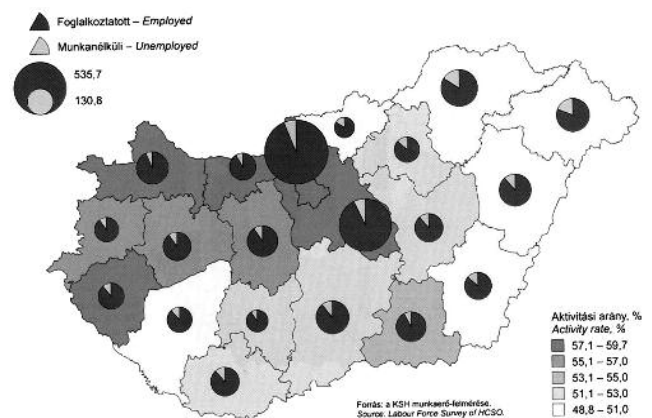 Foglalkoztatott – Employed
Munkanélküli – Unemployed
535,7
130,8
Aktivitási arány, %
Activity rate, %
57,1 – 59,7
55,1 – 57,0
53,1 – 55,0
51,1 – 53,0
48,8 – 51,0
Forrás: a KSH munkaerő-felmérése.
Source: Labour Force Survey of HCSO.